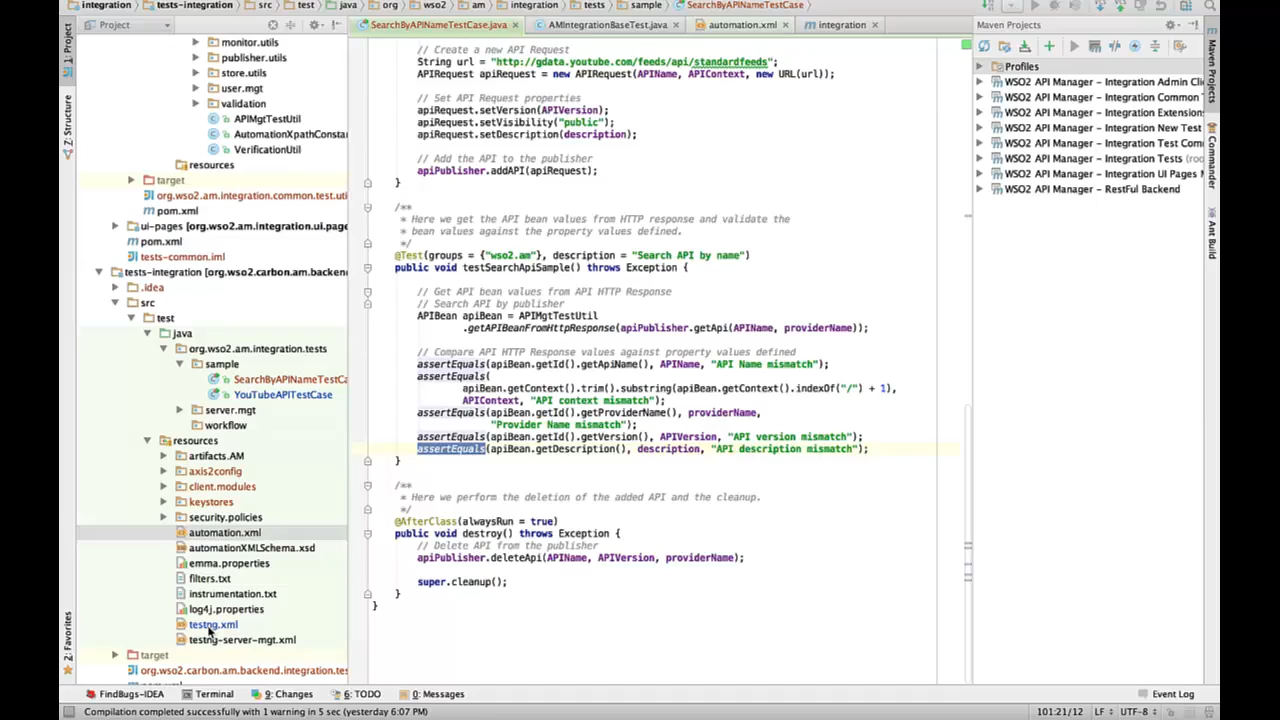 integration tests-integration src test java org wso2 am integration tests sample SearchByAPINameTestCase
Project
SearchByAPINameTestCase.java AMIntegrationBaseTest.java automation.xml integration
Maven Projects
1: Project
Z: Structure
2: Favorites
monitor.utils
publisher.utils
store.utils
user.mgt
validation
APIMgtTestUtil
AutomationXpathConstan
VerificationUtil
resources
target
org.wso2.am.integration.common.test.uti
pom.xml
ui-pages [org.wso2.am.integration.ui.page
pom.xml
tests-common.iml
tests-integration [org.wso2.carbon.am.backend
.idea
src
test
java
org.wso2.am.integration.tests
sample
SearchByAPINameTestCa
YouTubeAPITestCase
server.mgt
workflow
resources
artifacts.AM
axis2config
client.modules
keystores
security.policies
automation.xml
automationXMLSchema.xsd
emma.properties
filters.txt
instrumentation.txt
log4j.properties
testng.xml
testng-server-mgt.xml
target
org.wso2.carbon.am.backend.integration.tes
// Create a new API Request
String url = "http://gdata.youtube.com/feeds/api/standardfeeds";
APIRequest apiRequest = new APIRequest(APIName, APIContext, new URL(url));
// Set API Request properties
apiRequest.setVersion(APIVersion);
apiRequest.setVisibility("public");
apiRequest.setDescription(description);
// Add the API to the publisher
apiPublisher.addAPI(apiRequest);
}
/**
* Here we get the API bean values from HTTP response and validate the
* bean values against the property values defined.
*/
@Test(groups = {"wso2.am"}, description = "Search API by name")
public void testSearchApiSample() throws Exception {
// Get API bean values from API HTTP Response
// Search API by publisher
APIBean apiBean = APIMgtTestUtil
.getAPIBeanFromHttpResponse(apiPublisher.getApi(APIName, providerName));
// Compare API HTTP Response values against property values defined
assertEquals(apiBean.getId().getApiName(), APIName, "API Name mismatch");
assertEquals(
apiBean.getContext().trim().substring(apiBean.getContext().indexOf("/") + 1),
APIContext, "API context mismatch");
assertEquals(apiBean.getId().getProviderName(), providerName,
"Provider Name mismatch");
assertEquals(apiBean.getId().getVersion(), APIVersion, "API version mismatch");
assertEquals(apiBean.getDescription(), description, "API description mismatch");
}
/**
* Here we perform the deletion of the added API and the cleanup.
*/
@AfterClass(alwaysRun = true)
public void destroy() throws Exception {
// Delete API from the publisher
apiPublisher.deleteApi(APIName, APIVersion, providerName);
super.cleanup();
}
}
Profiles
WSO2 API Manager - Integration Admin Clie
WSO2 API Manager - Integration Common T
WSO2 API Manager - Integration Extensions
WSO2 API Manager - Integration New Test
WSO2 API Manager - Integration Test Comm
WSO2 API Manager - Integration Tests (roo
WSO2 API Manager - Integration UI Pages M
WSO2 API Manager - RestFul Backend
Maven Projects
Commander
Ant Build
FindBugs-IDEA Terminal 9: Changes 6: TODO 0: Messages Event Log
Compilation completed successfully with 1 warning in 5 sec (yesterday 6:07 PM) 101:21/12 LF UTF-8